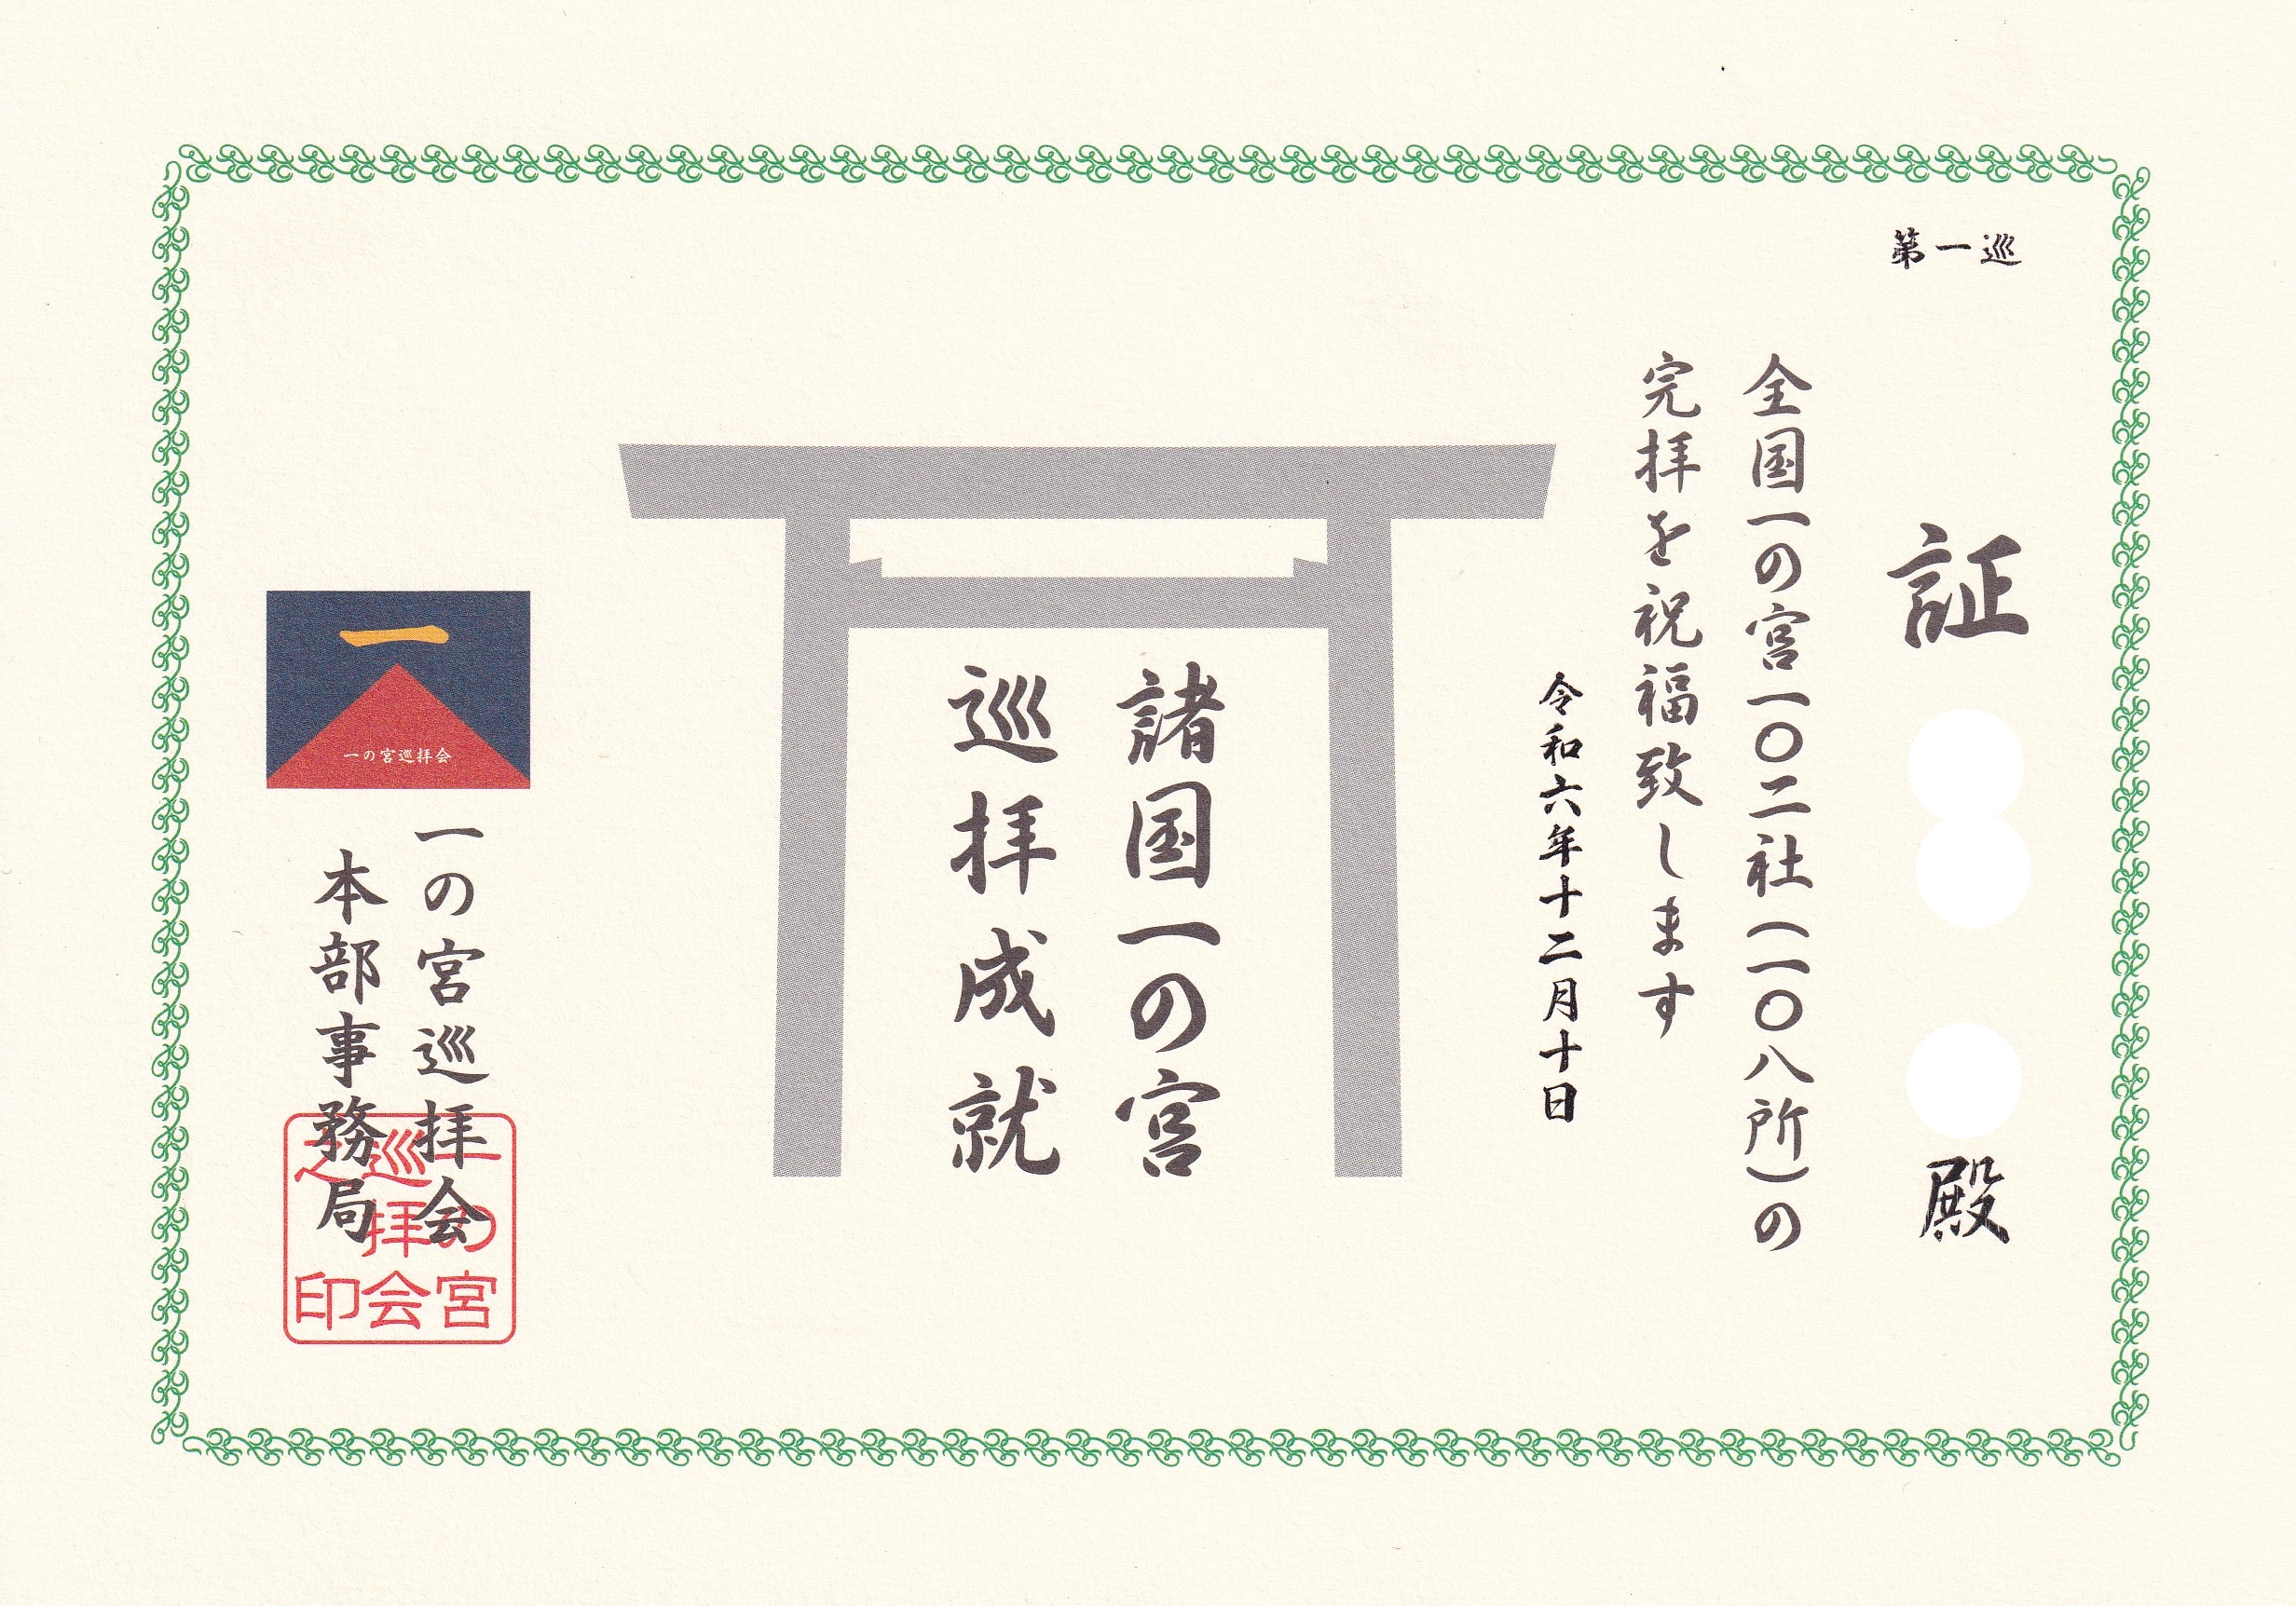 第一巡
証
殿
全国一の宮一〇二社(一〇八所)の
完拝を祝福致します
令和六年十二月十日
諸国一の宮
巡拝成就
一
一の宮巡拝会
一の宮巡拝会
本部事務局
一の宮
巡拝会
之印